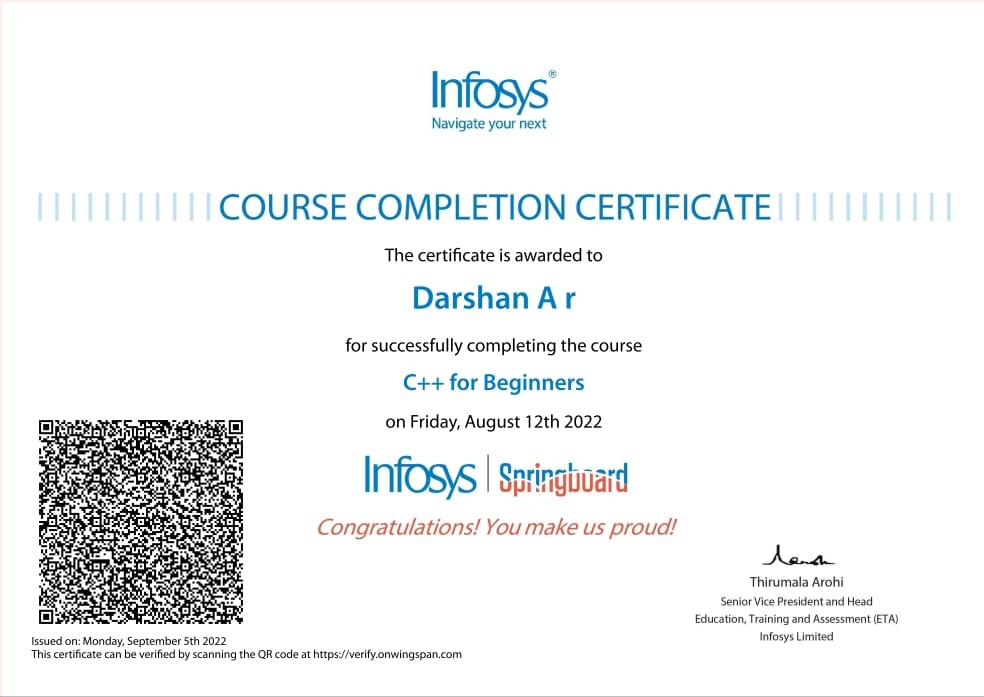 Infosys®
Navigate your next
COURSE COMPLETION CERTIFICATE
The certificate is awarded to
Darshan A r
for successfully completing the course
C++ for Beginners
on Friday, August 12th 2022
Infosys | Springboard
Congratulations! You make us proud!
Thirumala Arohi
Senior Vice President and Head
Education, Training and Assessment (ETA)
Infosys Limited
Issued on: Monday, September 5th 2022
This certificate can be verified by scanning the QR code at https://verify.onwingspan.com